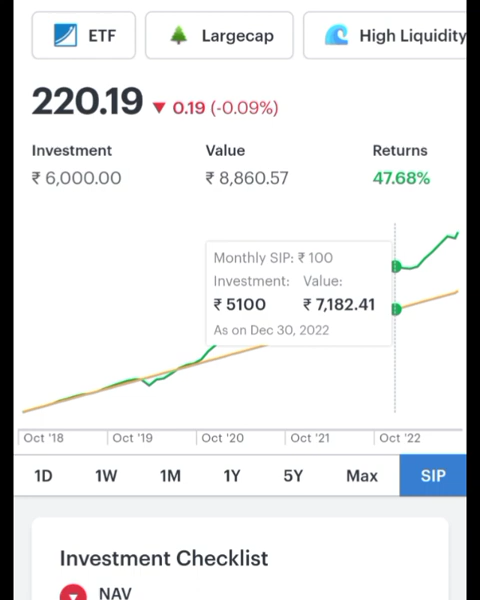 ETF Largecap High Liquidity
220.19 ▼ 0.19 (-0.09%)
Investment Value Returns
₹ 6,000.00 ₹ 8,860.57 47.68%
Monthly SIP: ₹ 100
Investment: Value:
₹ 5100 ₹ 7,182.41
As on Dec 30, 2022
Oct '18 Oct '19 Oct '20 Oct '21 Oct '22
1D 1W 1M 1Y 5Y Max SIP
Investment Checklist
NAV